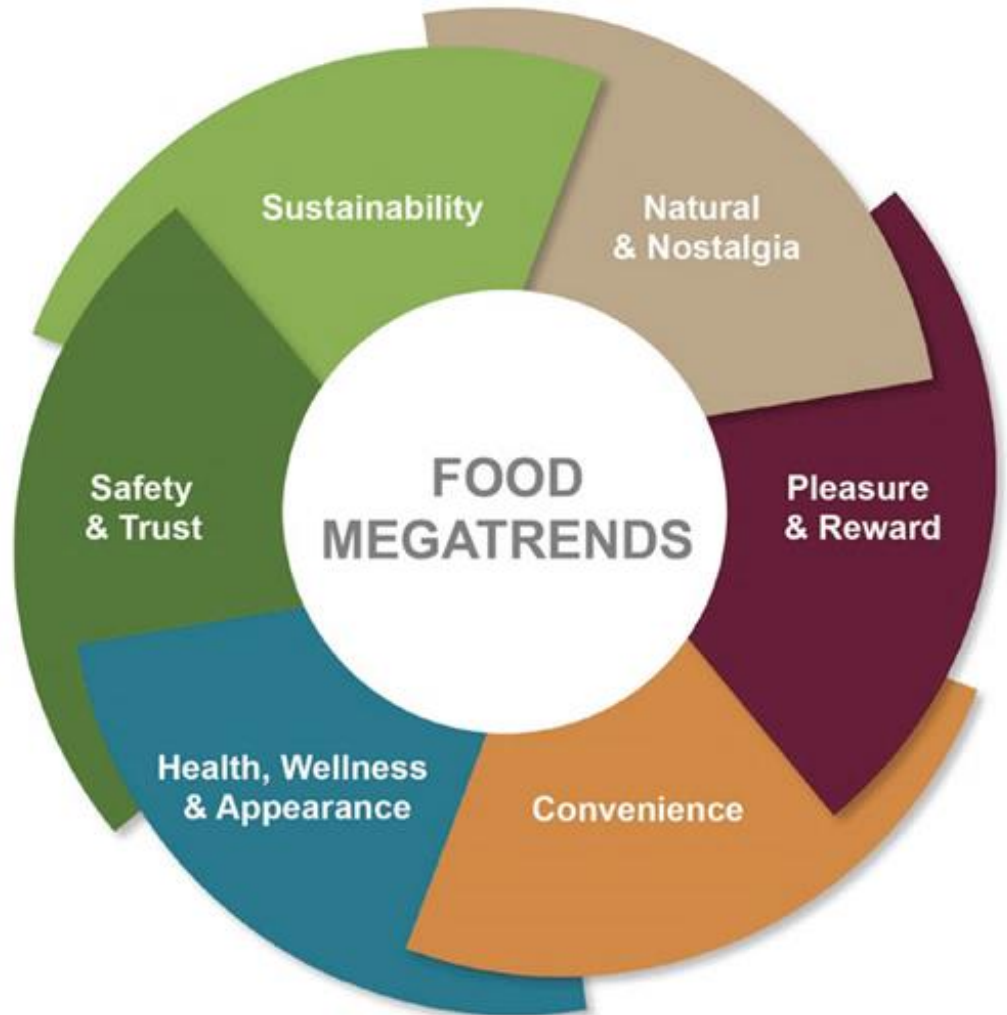 FOOD
MEGATRENDS
Sustainability
Natural
& Nostalgia
Pleasure
& Reward
Convenience
Health, Wellness
& Appearance
Safety
& Trust